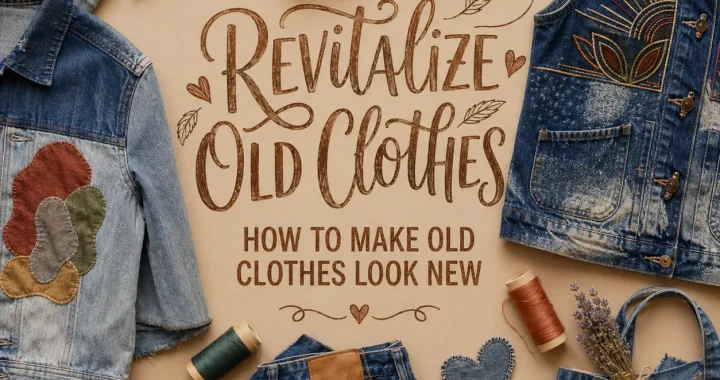 Revitalize
Old Clothes
HOW TO MAKE OLD
CLOTHES LOOK NEW